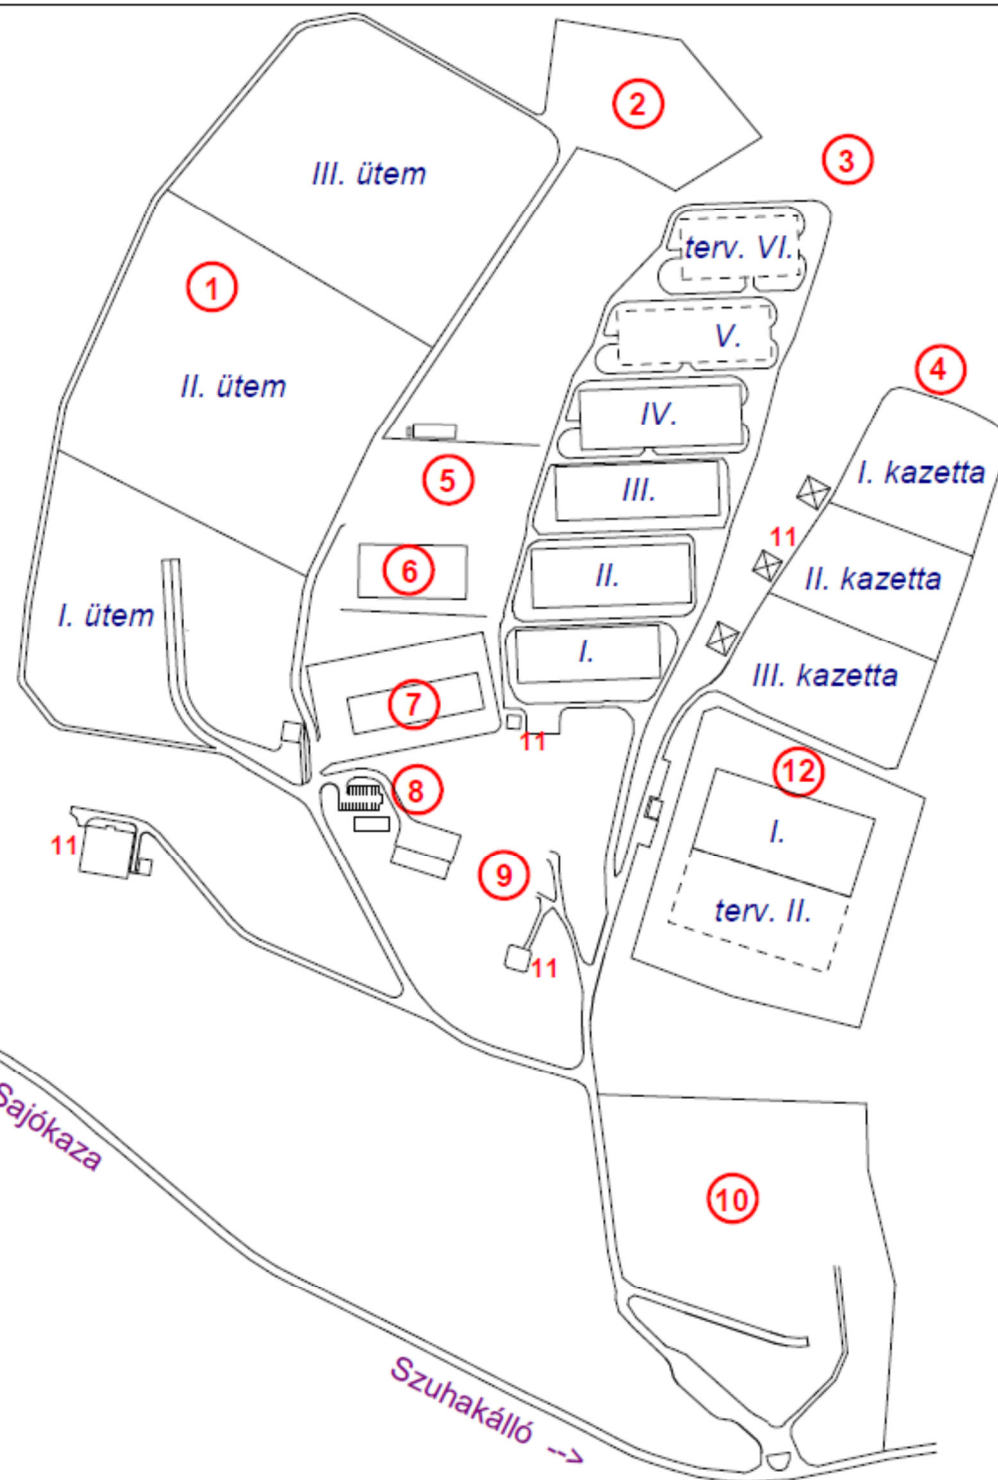 2
3
III. ütem
terv. VI.
1
V.
4
II. ütem
IV.
I. kazetta
5
III.
11
6
II.
II. kazetta
I. ütem
I.
III. kazetta
7
11
12
8
I.
11
9
terv. II.
11
Sajókaza
10
Szuhakálló -->